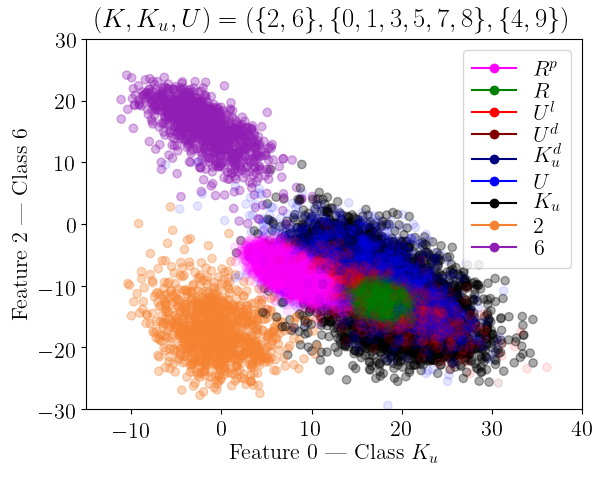 (K, K_u, U) = ({2, 6}, {0, 1, 3, 5, 7, 8}, {4, 9})
30
20
10
0
−10
−20
−30
Feature 2 — Class 6
R^p
R
U^l
U^d
K_u^d
U
K_u
2
6
−10
0
10
20
30
40
Feature 0 — Class K_u